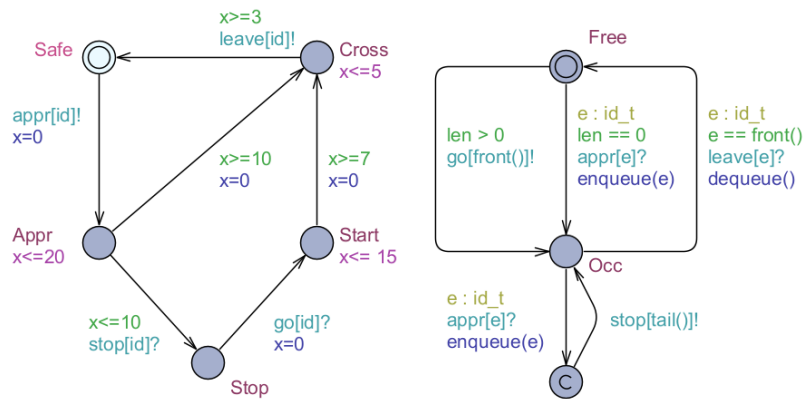 x>=3
leave[id]!
Safe
Cross
x<=5
appr[id]!
x=0
x>=10
x=0
x>=7
x=0
Appr
x<=20
Start
x<= 15
x<=10
stop[id]?
go[id]?
x=0
Stop
Free
len > 0
go[front()]!
e : id_t
len == 0
appr[e]?
enqueue(e)
e : id_t
e == front()
leave[e]?
dequeue()
Occ
e : id_t
appr[e]?
enqueue(e)
stop[tail()]!
C